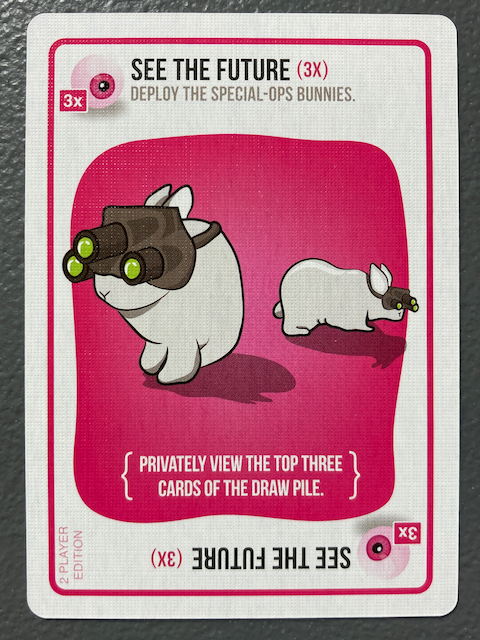 SEE THE FUTURE (3X)
3x
DEPLOY THE SPECIAL-OPS BUNNIES.
{ PRIVATELY VIEW THE TOP THREE
CARDS OF THE DRAW PILE. }
2 PLAYER
EDITION
3x
SEE THE FUTURE (3X)